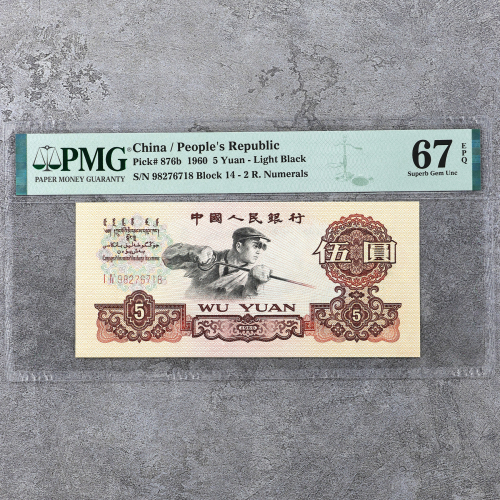 PMG
PAPER MONEY GUARANTY
China / People's Republic
Pick# 876b 1960 5 Yuan - Light Black
S/N 98276718 Block 14 - 2 R. Numerals
67 EPQ
Superb Gem Unc
中國人民銀行
伍圓
I IV 98276718
WU YUAN
5
1960
5